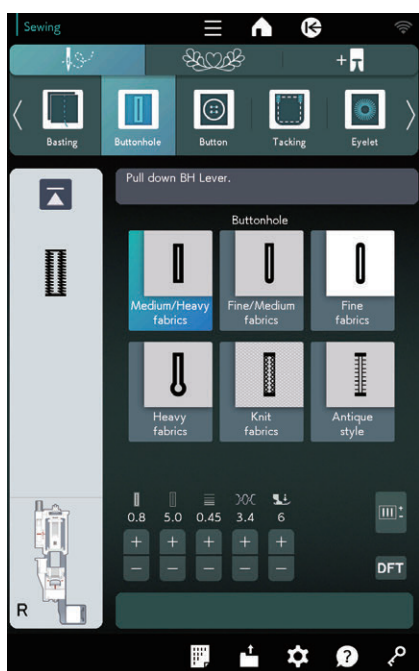 Sewing
Basting
Buttonhole
Button
Tacking
Eyelet
Pull down BH Lever.
Buttonhole
Medium/Heavy
fabrics
Fine/Medium
fabrics
Fine
fabrics
Heavy
fabrics
Knit
fabrics
Antique
style
0.8 5.0 0.45 3.4 6
+ + + + +
- - - - -
DFT
R